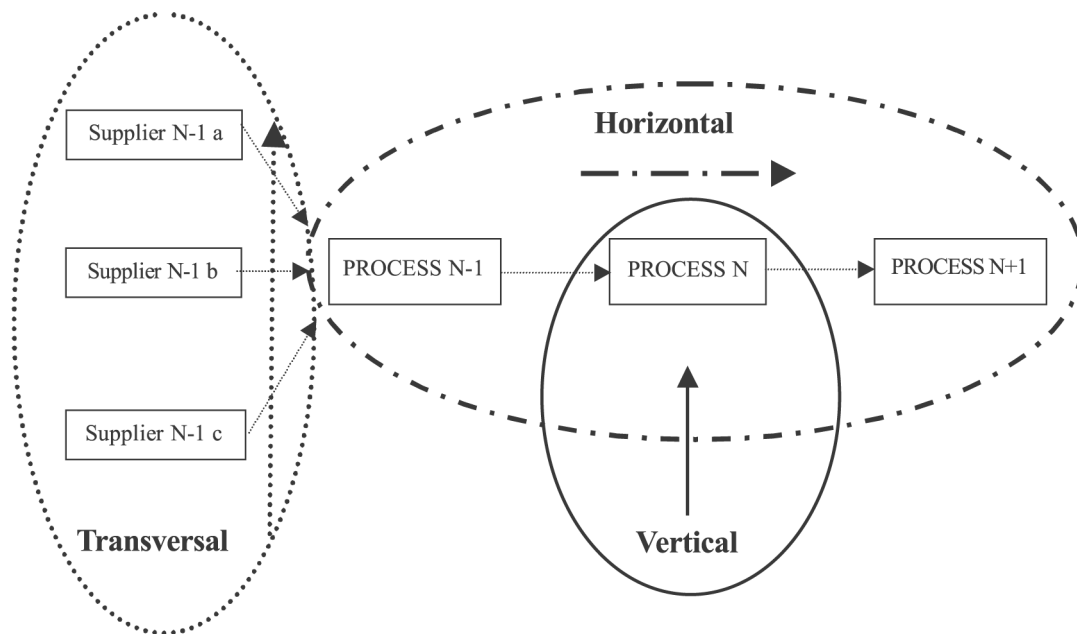 Supplier N-1 a
Supplier N-1 b
Supplier N-1 c
Transversal
Horizontal
PROCESS N-1
PROCESS N
PROCESS N+1
Vertical